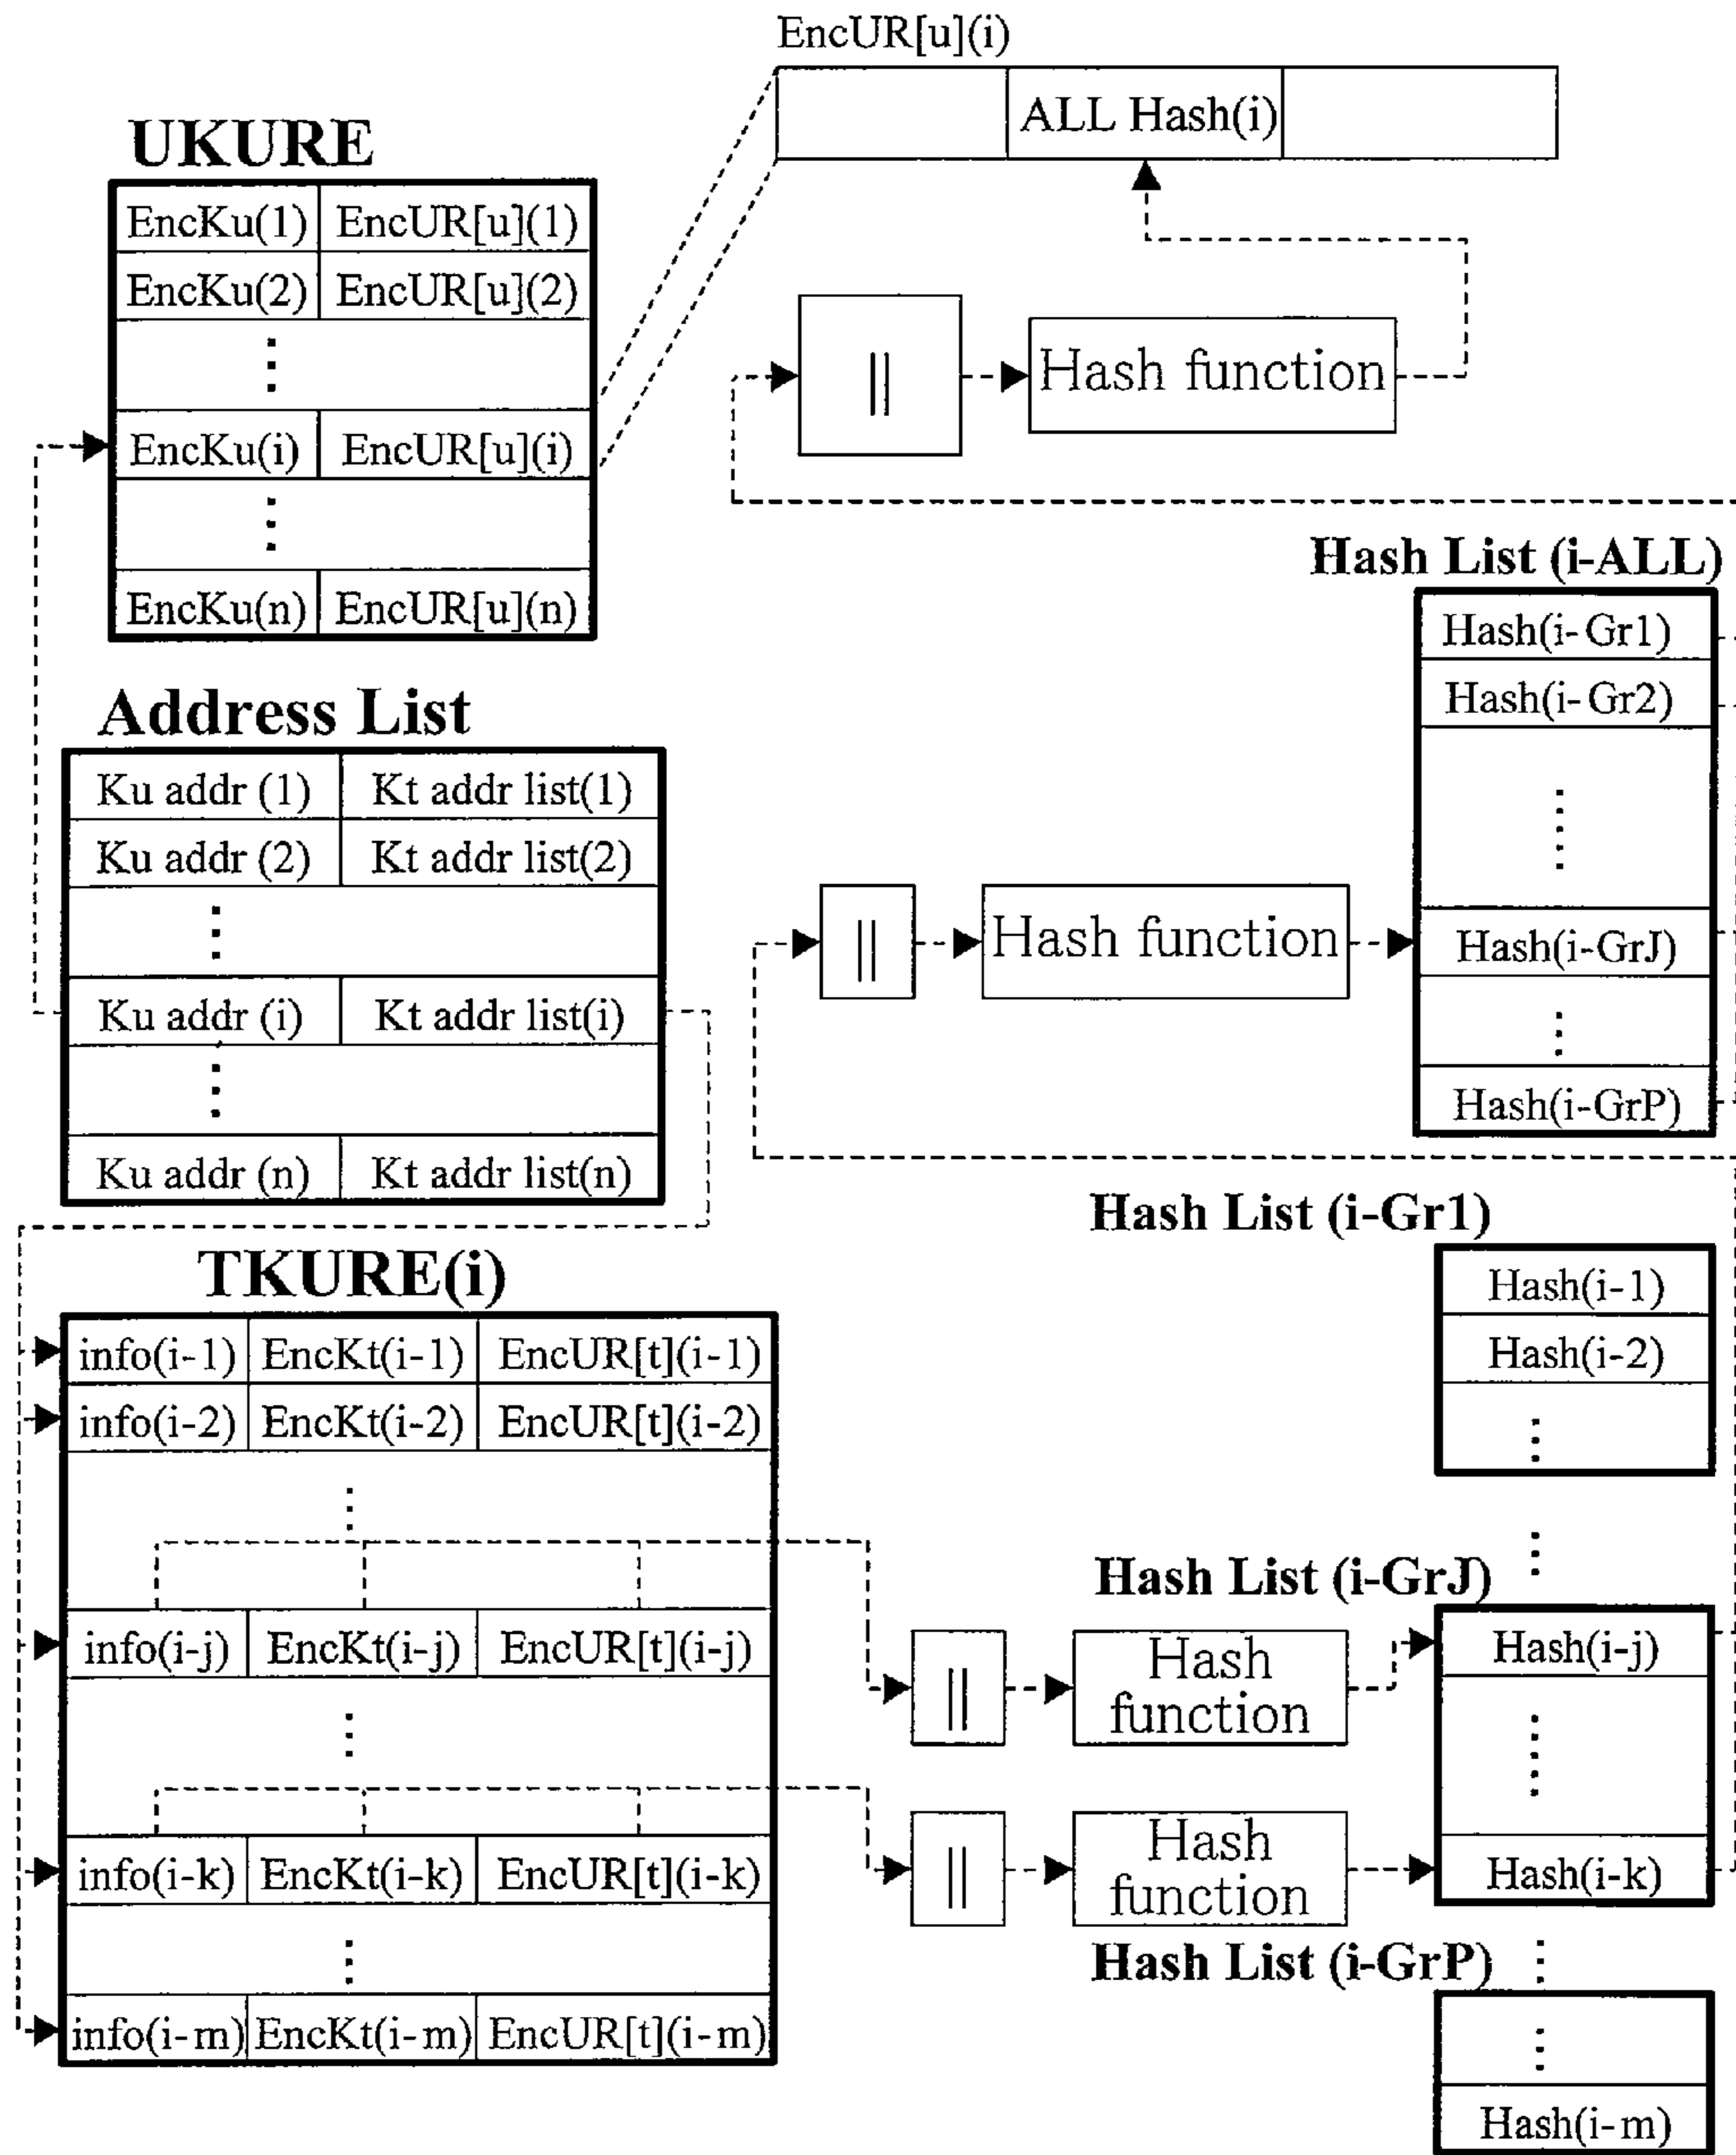 EncUR[u](i)
ALL Hash(i)
UKURE
EncKu(1) EncUR[u](1)
EncKu(2) EncUR[u](2)
EncKu(i) EncUR[u](i)
EncKu(n) EncUR[u](n)
|| Hash function
Hash List (i-ALL)
Hash(i-Gr1)
Hash(i-Gr2)
Hash(i-GrJ)
Hash(i-GrP)
Address List
Ku addr (1) Kt addr list(1)
Ku addr (2) Kt addr list(2)
Ku addr (i) Kt addr list(i)
Ku addr (n) Kt addr list(n)
|| Hash function
TKURE(i)
info(i-1) EncKt(i-1) EncUR[t](i-1)
info(i-2) EncKt(i-2) EncUR[t](i-2)
info(i-j) EncKt(i-j) EncUR[t](i-j)
info(i-k) EncKt(i-k) EncUR[t](i-k)
info(i-m) EncKt(i-m) EncUR[t](i-m)
Hash List (i-Gr1)
Hash(i-1)
Hash(i-2)
Hash List (i-GrJ)
|| Hash
function
Hash(i-j)
|| Hash
function
Hash(i-k)
Hash List (i-GrP)
Hash(i-m)